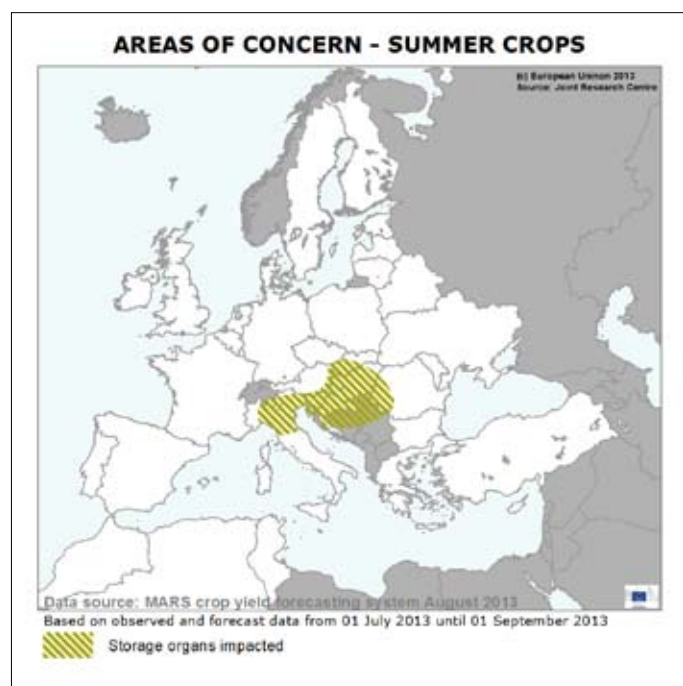 AREAS OF CONCERN - SUMMER CROPS
(c) European Uninon 2013
Source: Joint Research Centre
Data source: MARS crop yield forecasting system August 2013
Based on observed and forecast data from 01 July 2013 until 01 September 2013
Storage organs impacted